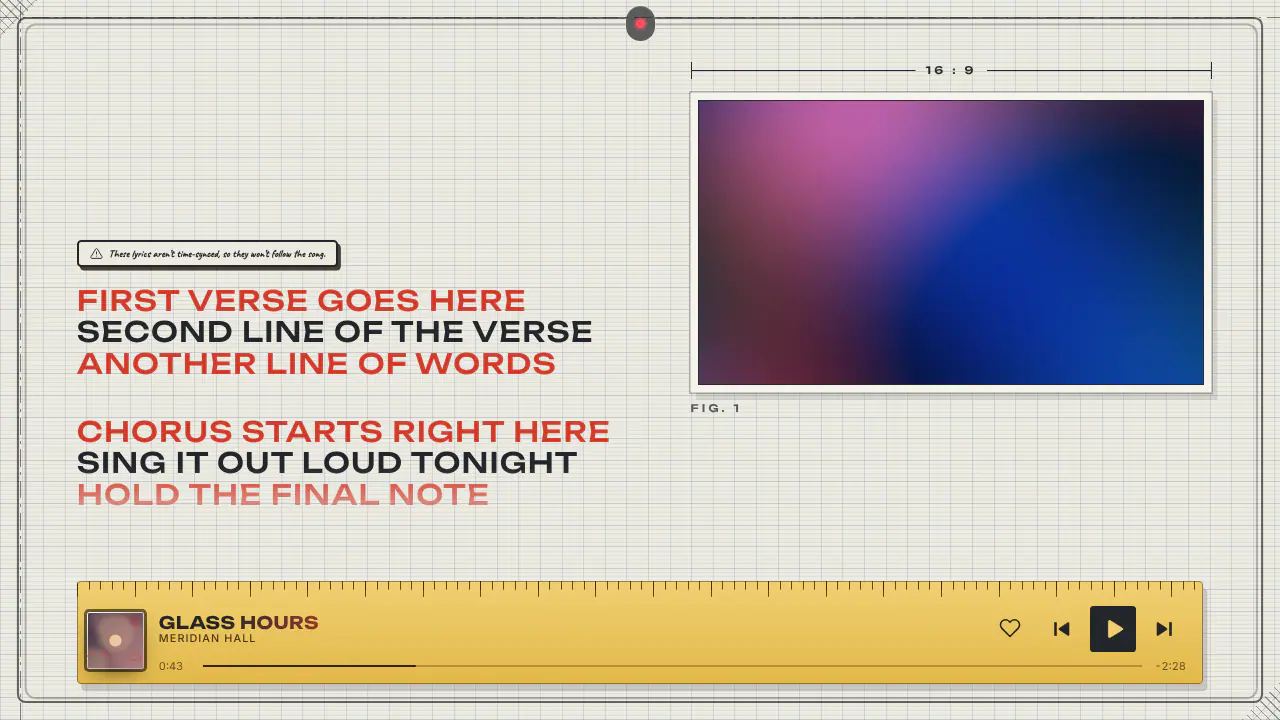 16 : 9
These lyrics aren't time-synced, so they won't follow the song.
FIRST VERSE GOES HERE
SECOND LINE OF THE VERSE
ANOTHER LINE OF WORDS
CHORUS STARTS RIGHT HERE
SING IT OUT LOUD TONIGHT
HOLD THE FINAL NOTE
FIG. 1
GLASS HOURS
MERIDIAN HALL
0:43
-2:28